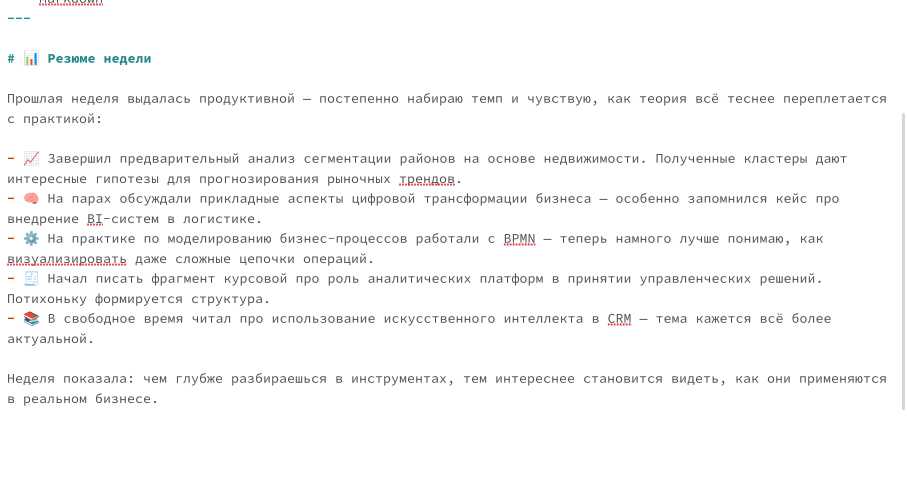 Markdown
---
# 📊 Резюме недели
Прошлая неделя выдалась продуктивной — постепенно набираю темп и чувствую, как теория всё теснее переплетается
с практикой:
- 📈 Завершил предварительный анализ сегментации районов на основе недвижимости. Полученные кластеры дают
интересные гипотезы для прогнозирования рыночных трендов.
- 🧠 На парах обсуждали прикладные аспекты цифровой трансформации бизнеса — особенно запомнился кейс про
внедрение BI-систем в логистике.
- ⚙️ На практике по моделированию бизнес-процессов работали с BPMN — теперь намного лучше понимаю, как
визуализировать даже сложные цепочки операций.
- 🧾 Начал писать фрагмент курсовой про роль аналитических платформ в принятии управленческих решений.
Потихоньку формируется структура.
- 📚 В свободное время читал про использование искусственного интеллекта в CRM — тема кажется всё более
актуальной.
Неделя показала: чем глубже разбираешься в инструментах, тем интереснее становится видеть, как они применяются
в реальном бизнесе.